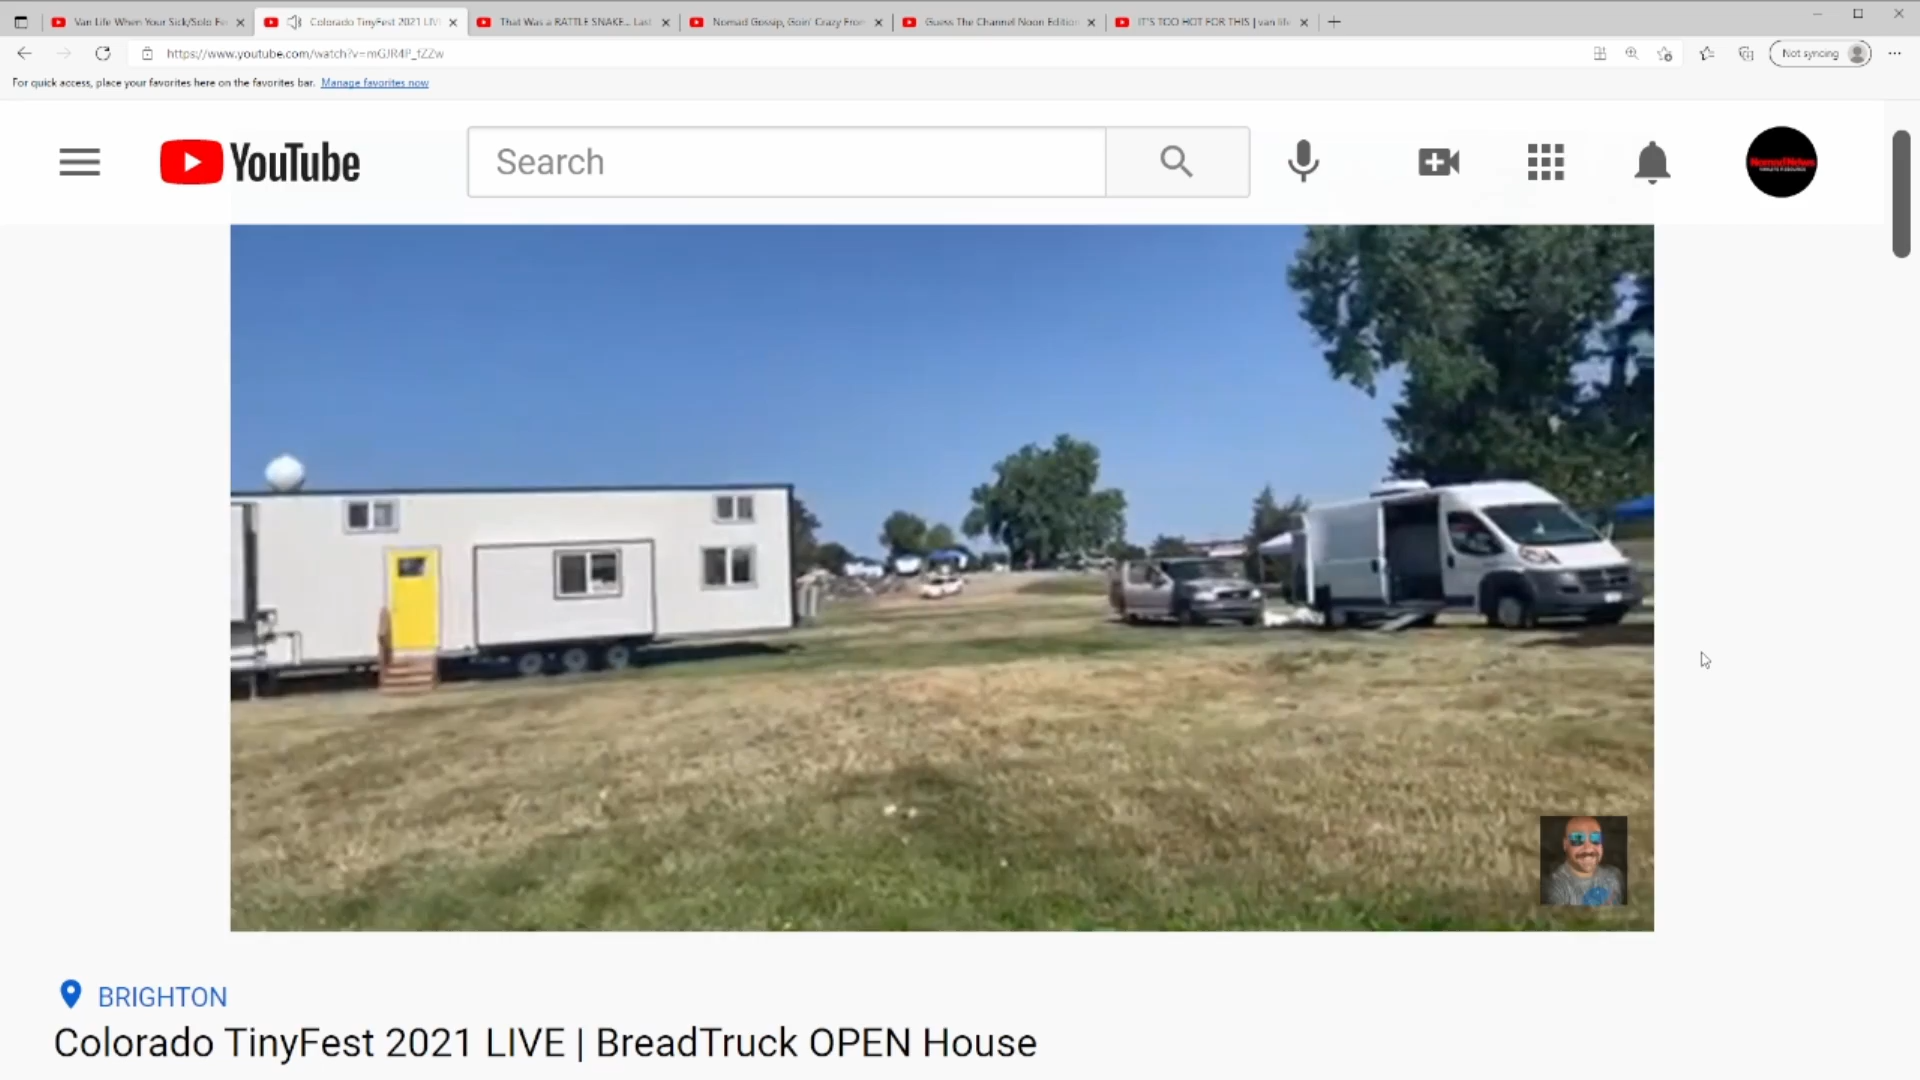 Van Life When Your Sick/Solo Fe
Colorado TinyFest 2021 LIVE
That Was a RATTLE SNAKE... Last
Nomad Gossip, Goin' Crazy From
Guess The Channel Noon Edition
IT'S TOO HOT FOR THIS | van life
https://www.youtube.com/watch?v=mGJR4P_fZZw
Not syncing
For quick access, place your favorites here on the favorites bar. Manage favorites now
YouTube
Search
NomadNews
BRIGHTON
Colorado TinyFest 2021 LIVE | BreadTruck OPEN House